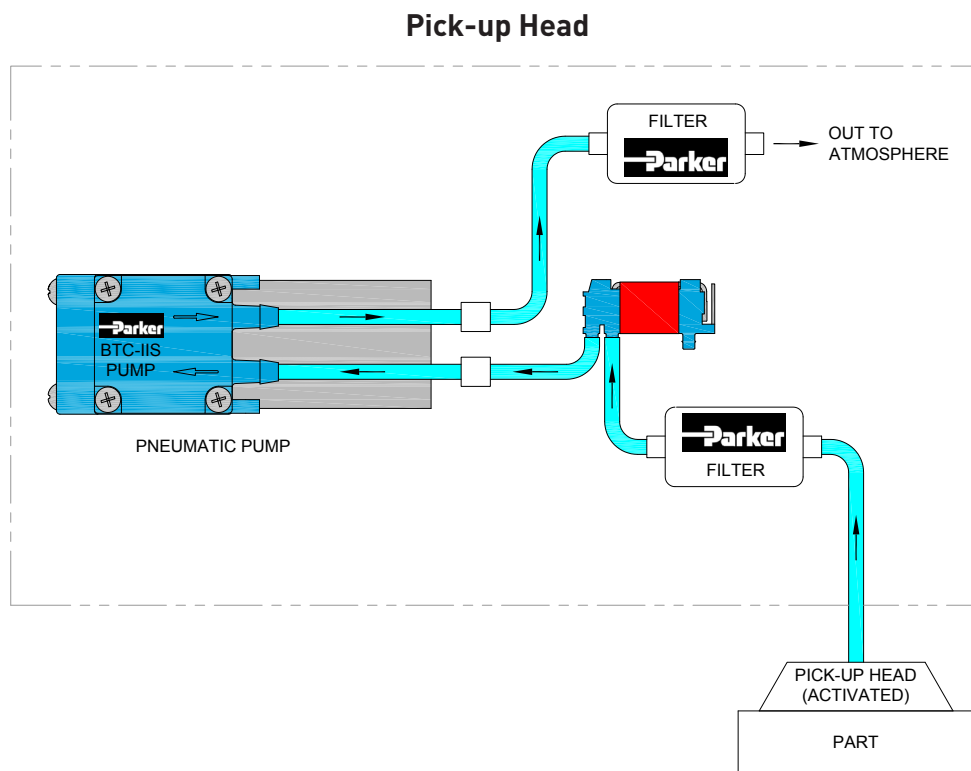 Pick-up Head
FILTER
Parker
OUT TO
ATMOSPHERE
Parker
BTC-IIS
PUMP
PNEUMATIC PUMP
Parker
FILTER
PICK-UP HEAD
(ACTIVATED)
PART